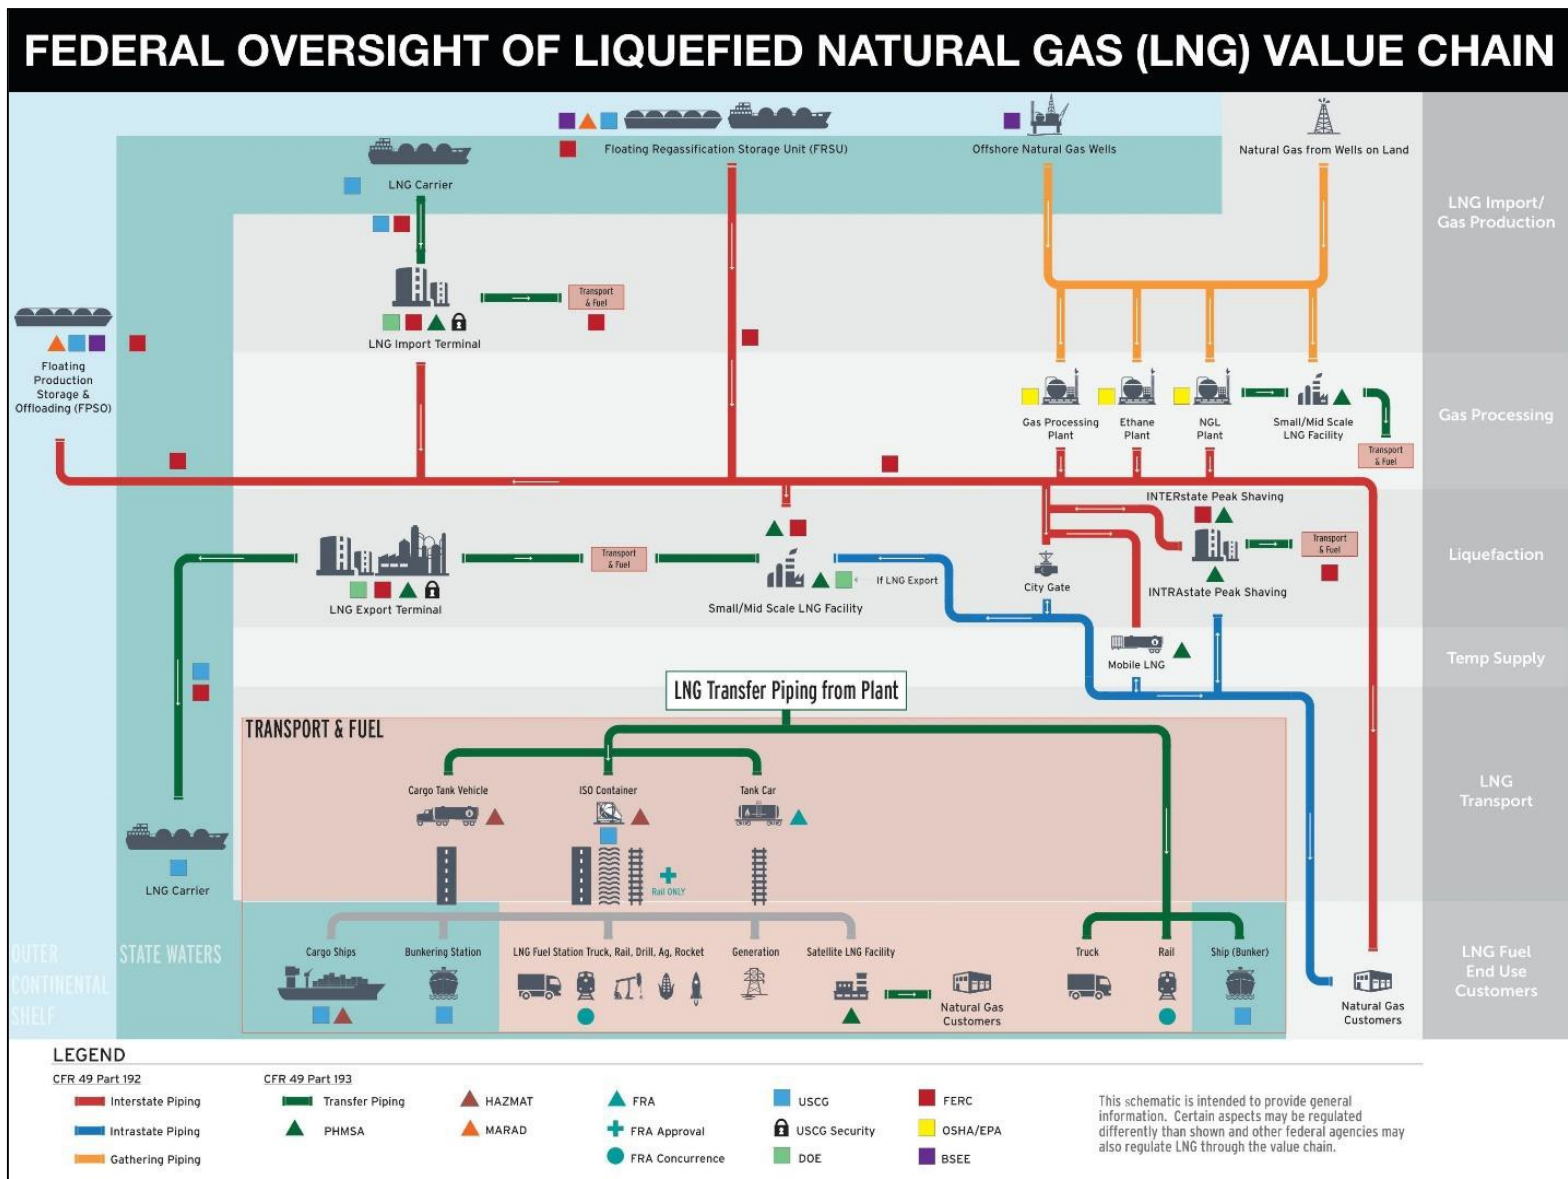 FEDERAL OVERSIGHT OF LIQUEFIED NATURAL GAS (LNG) VALUE CHAIN
Floating Regassification Storage Unit (FRSU)
Offshore Natural Gas Wells
Natural Gas from Wells on Land
LNG Carrier
LNG Import/
Gas Production
Transport
& Fuel
LNG Import Terminal
Floating
Production
Storage &
Offloading (FPSO)
Gas Processing
Plant
Ethane
Plant
NGL
Plant
Small/Mid Scale
LNG Facility
Transport
& Fuel
Gas Processing
INTERstate Peak Shaving
Transport
& Fuel
Transport
& Fuel
Liquefaction
If LNG Export
City Gate
INTRAstate Peak Shaving
LNG Export Terminal
Small/Mid Scale LNG Facility
Mobile LNG
Temp Supply
LNG Transfer Piping from Plant
TRANSPORT & FUEL
Cargo Tank Vehicle
ISO Container
Tank Car
LNG
Transport
LNG Carrier
Rail ONLY
OUTER
CONTINENTAL
SHELF
STATE WATERS
Cargo Ships
Bunkering Station
LNG Fuel Station Truck, Rail, Drill, Ag, Rocket
Generation
Satellite LNG Facility
Natural Gas
Customers
Truck
Rail
Ship (Bunker)
Natural Gas
Customers
LNG Fuel
End Use
Customers
LEGEND
CFR 49 Part 192
Interstate Piping
Intrastate Piping
Gathering Piping
CFR 49 Part 193
Transfer Piping
PHMSA
HAZMAT
MARAD
FRA
FRA Approval
FRA Concurrence
USCG
USCG Security
DOE
FERC
OSHA/EPA
BSEE
This schematic is intended to provide general
information. Certain aspects may be regulated
differently than shown and other federal agencies may
also regulate LNG through the value chain.